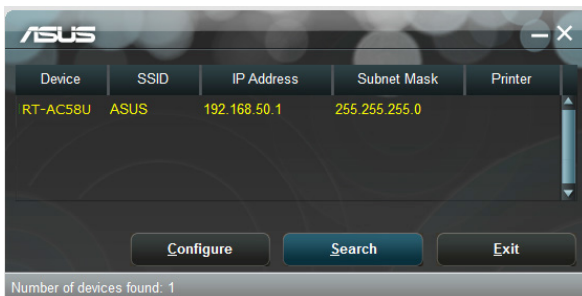 ASUS
Device SSID IP Address Subnet Mask Printer
RT-AC58U ASUS 192.168.50.1 255.255.255.0
Configure Search Exit
Number of devices found: 1